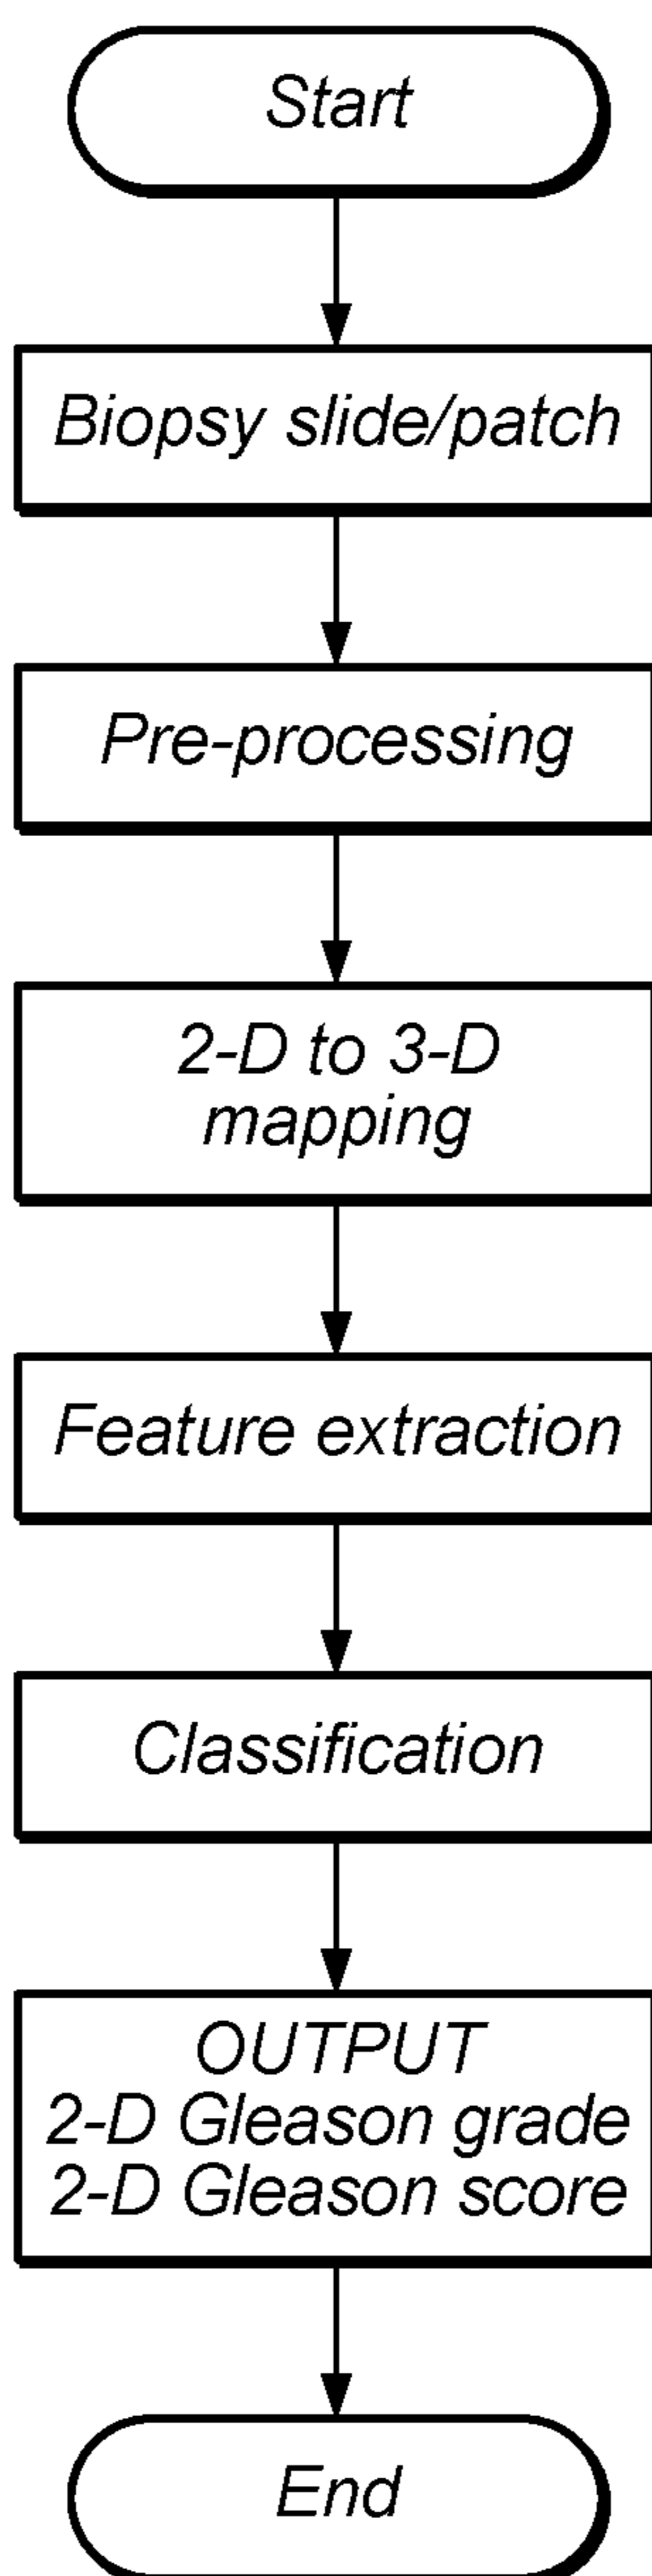 Start
Biopsy slide/patch
Pre-processing
2-D to 3-D
mapping
Feature extraction
Classification
OUTPUT
2-D Gleason grade
2-D Gleason score
End